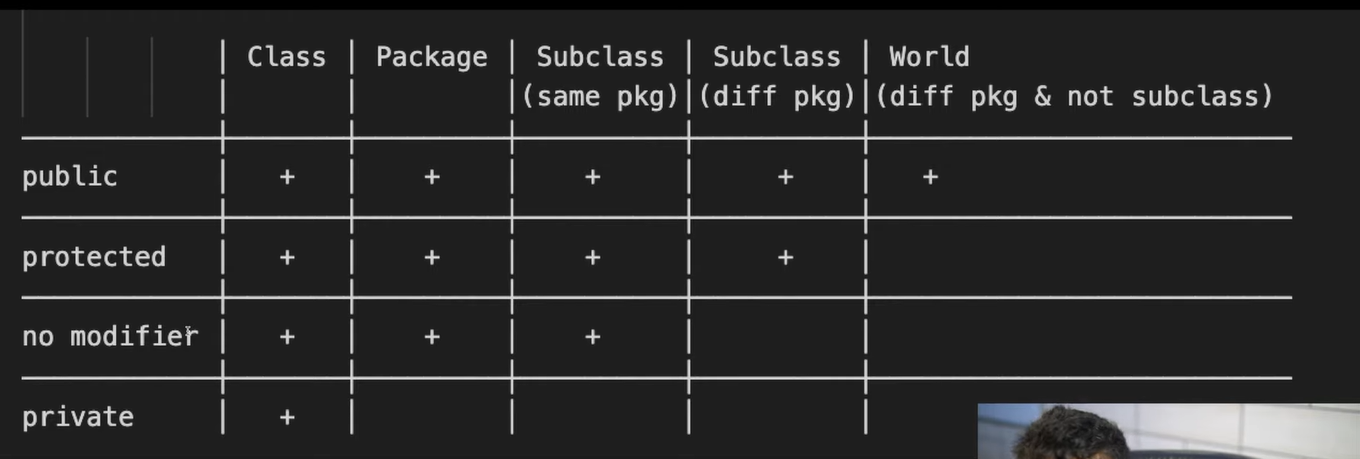 | Class | Package | Subclass | Subclass | World
| | |(same pkg)|(diff pkg)|(diff pkg & not subclass)
public | + | + | + | + | +
protected | + | + | + | + |
no modifier | + | + | + | |
private | + | | | |